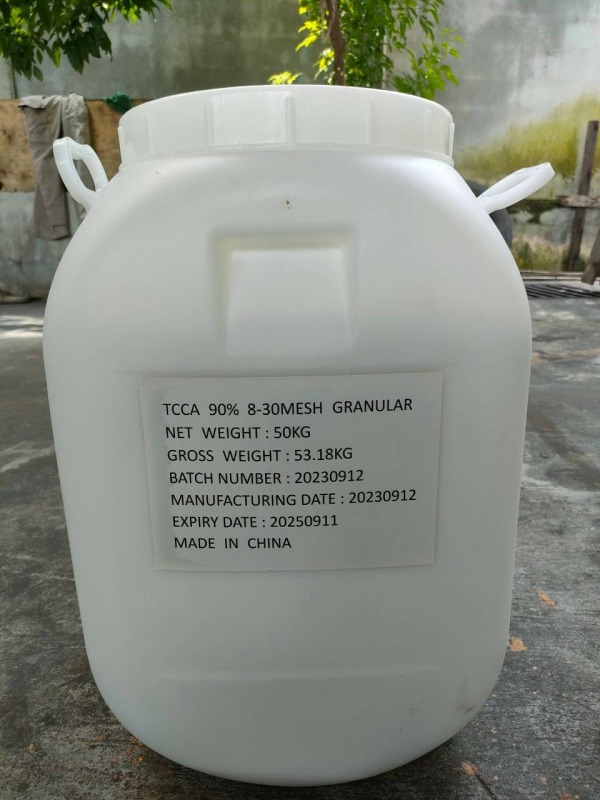 TCCA 90% 8-30MESH GRANULAR
NET WEIGHT : 50KG
GROSS WEIGHT : 53.18KG
BATCH NUMBER : 20230912
MANUFACTURING DATE : 20230912
EXPIRY DATE : 20250911
MADE IN CHINA